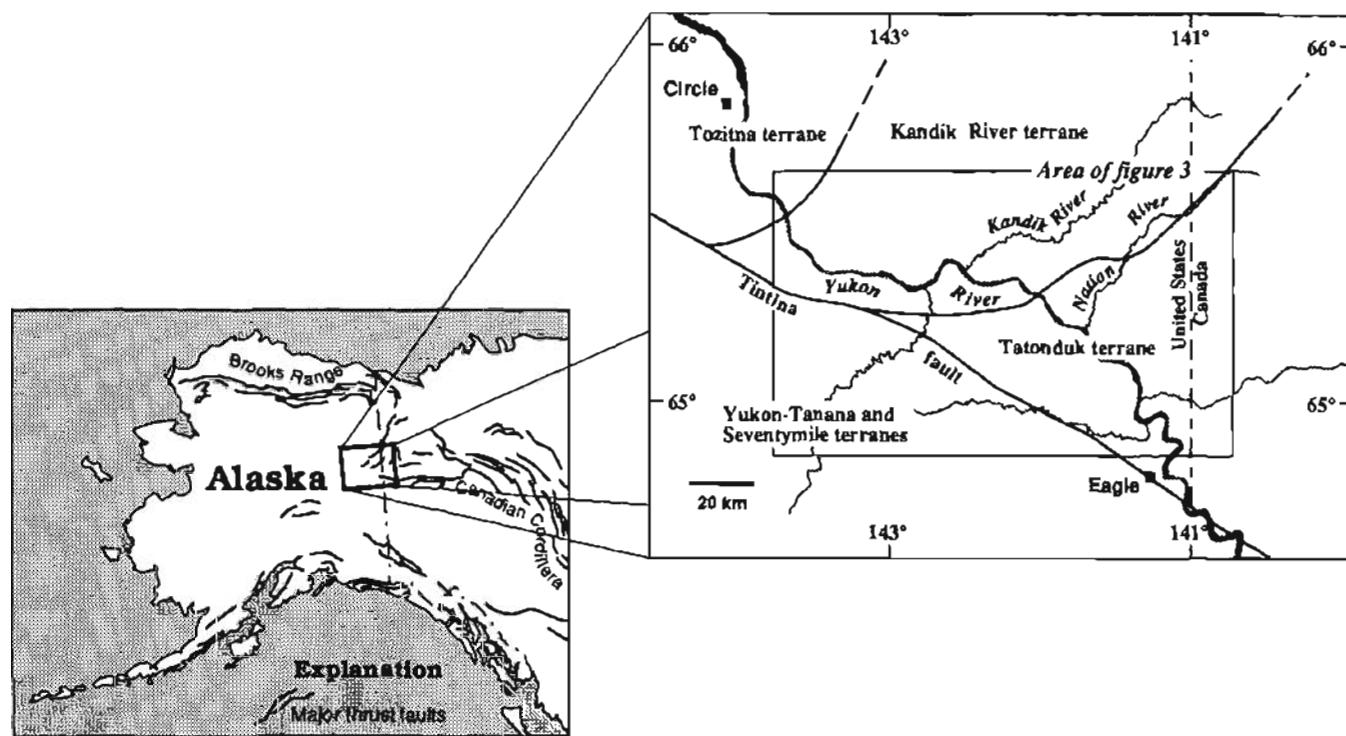 Brooks Range
Alaska
Canadian Cordillera
Explanation
Major thrust faults
143°
141°
66°
66°
Circle
Tozitna terrane
Kandik River terrane
Area of figure 3
Kandik River
Nation River
United States
Canada
Yukon River
Tintina fault
Tatonduk terrane
65°
65°
Yukon-Tanana and
Seventymile terranes
Eagle
20 km
143°
141°